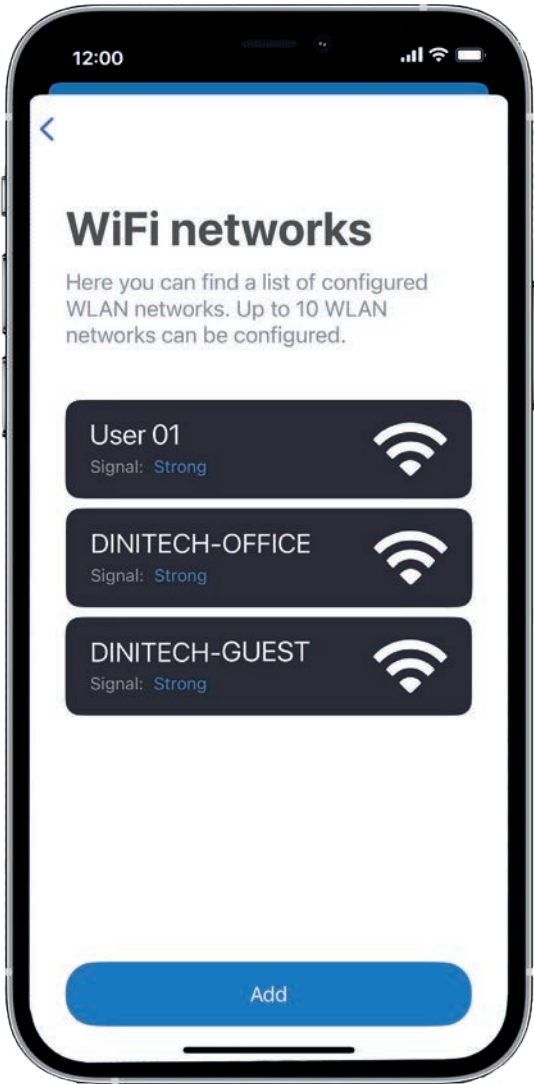 12:00
WiFi networks
Here you can find a list of configured
WLAN networks. Up to 10 WLAN
networks can be configured.
User 01
Signal: Strong
DINITECH-OFFICE
Signal: Strong
DINITECH-GUEST
Signal: Strong
Add